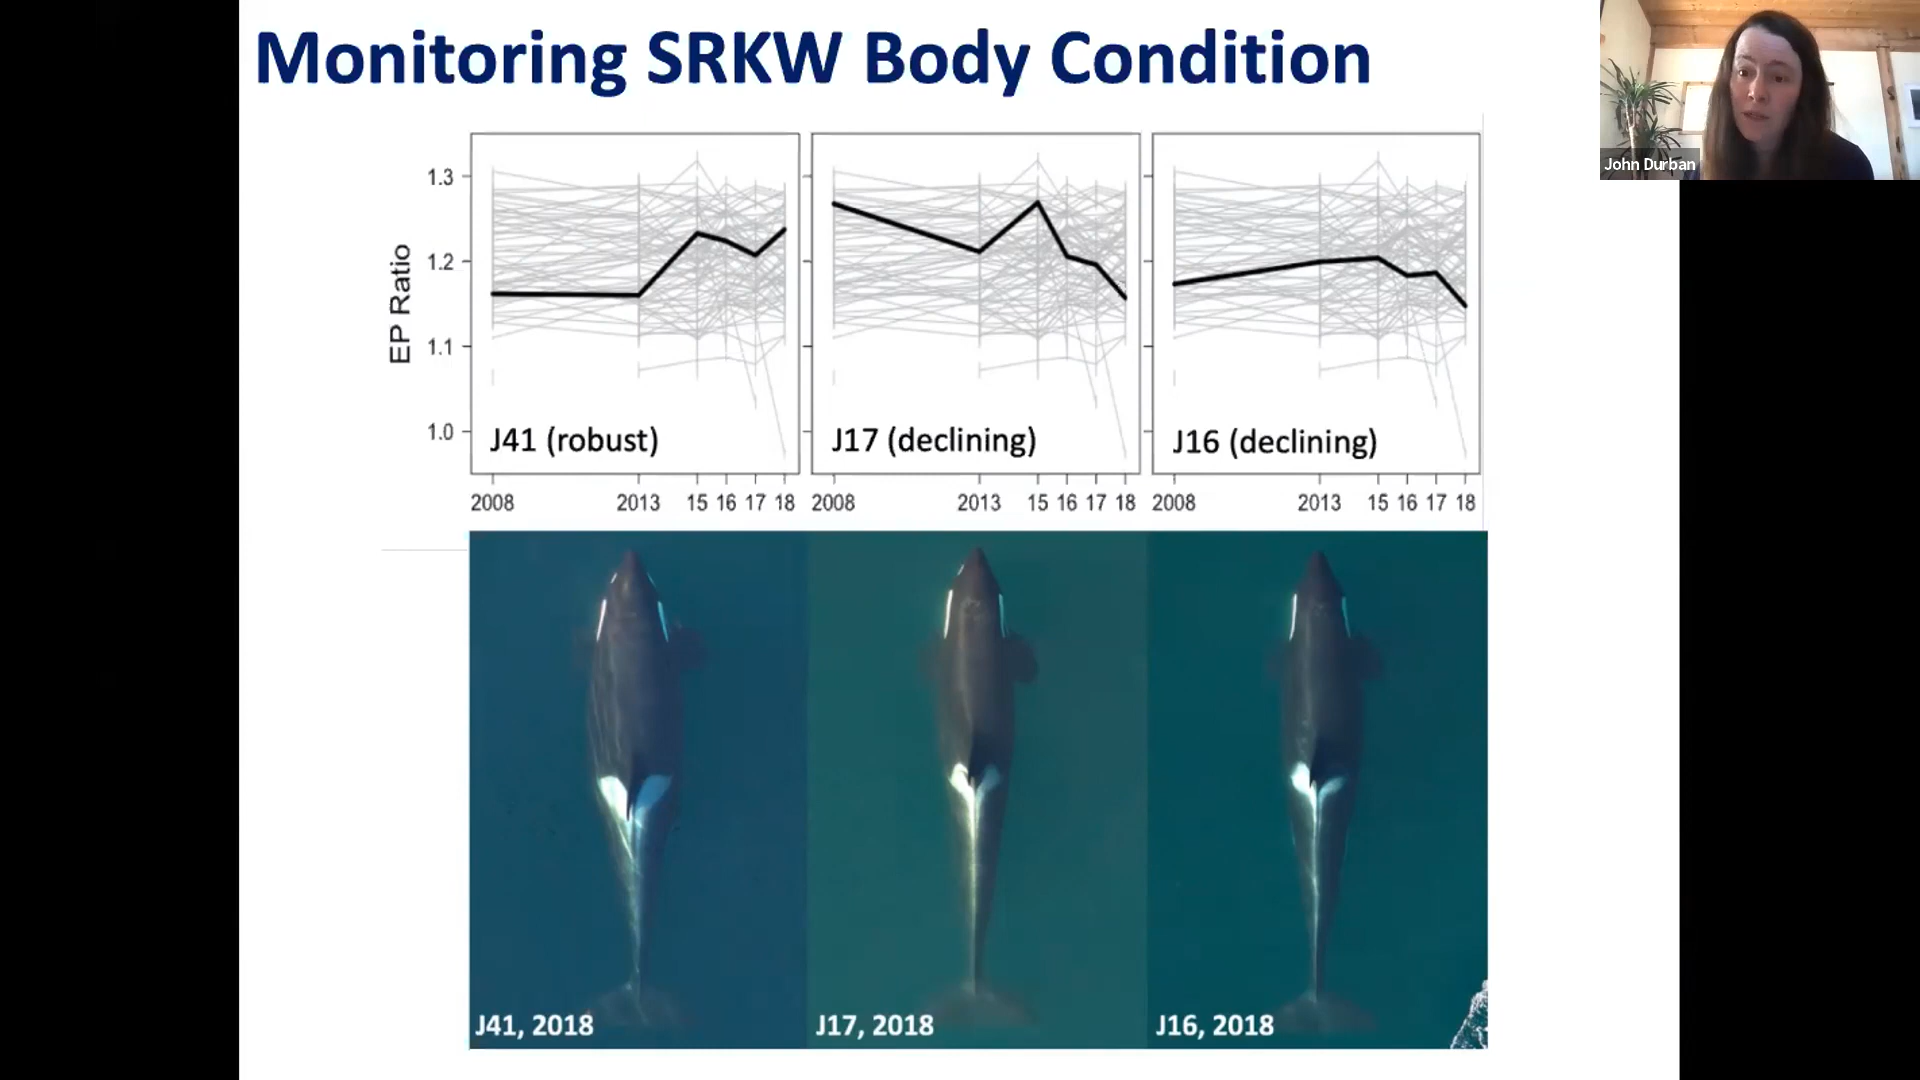 Monitoring SRKW Body Condition
John Durban
EP Ratio
1.3
1.2
1.1
1.0
J41 (robust)
J17 (declining)
J16 (declining)
2008 2013 15 16 17 18
2008 2013 15 16 17 18
2008 2013 15 16 17 18
J41, 2018
J17, 2018
J16, 2018